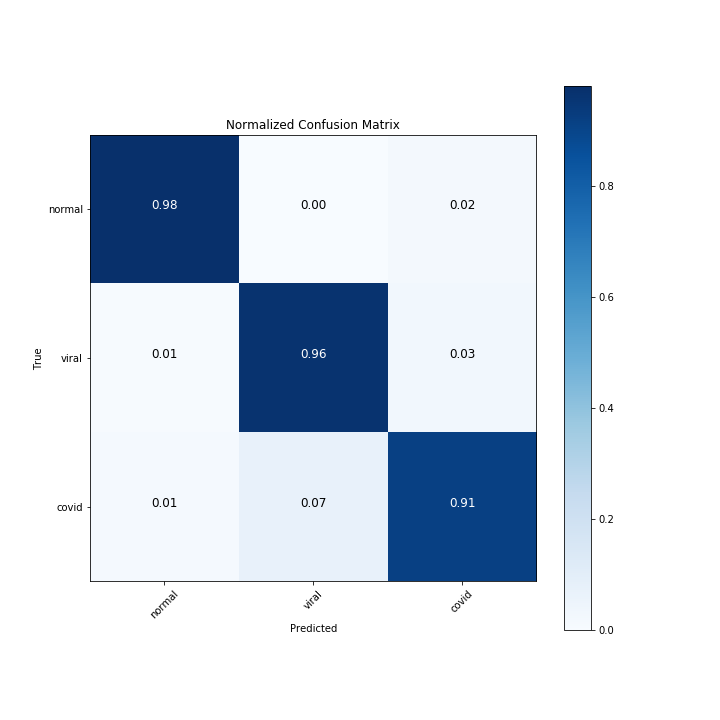 Normalized Confusion Matrix
normal 0.98 0.00 0.02
viral 0.01 0.96 0.03
covid 0.01 0.07 0.91
normal viral covid
True
Predicted
0.8
0.6
0.4
0.2
0.0